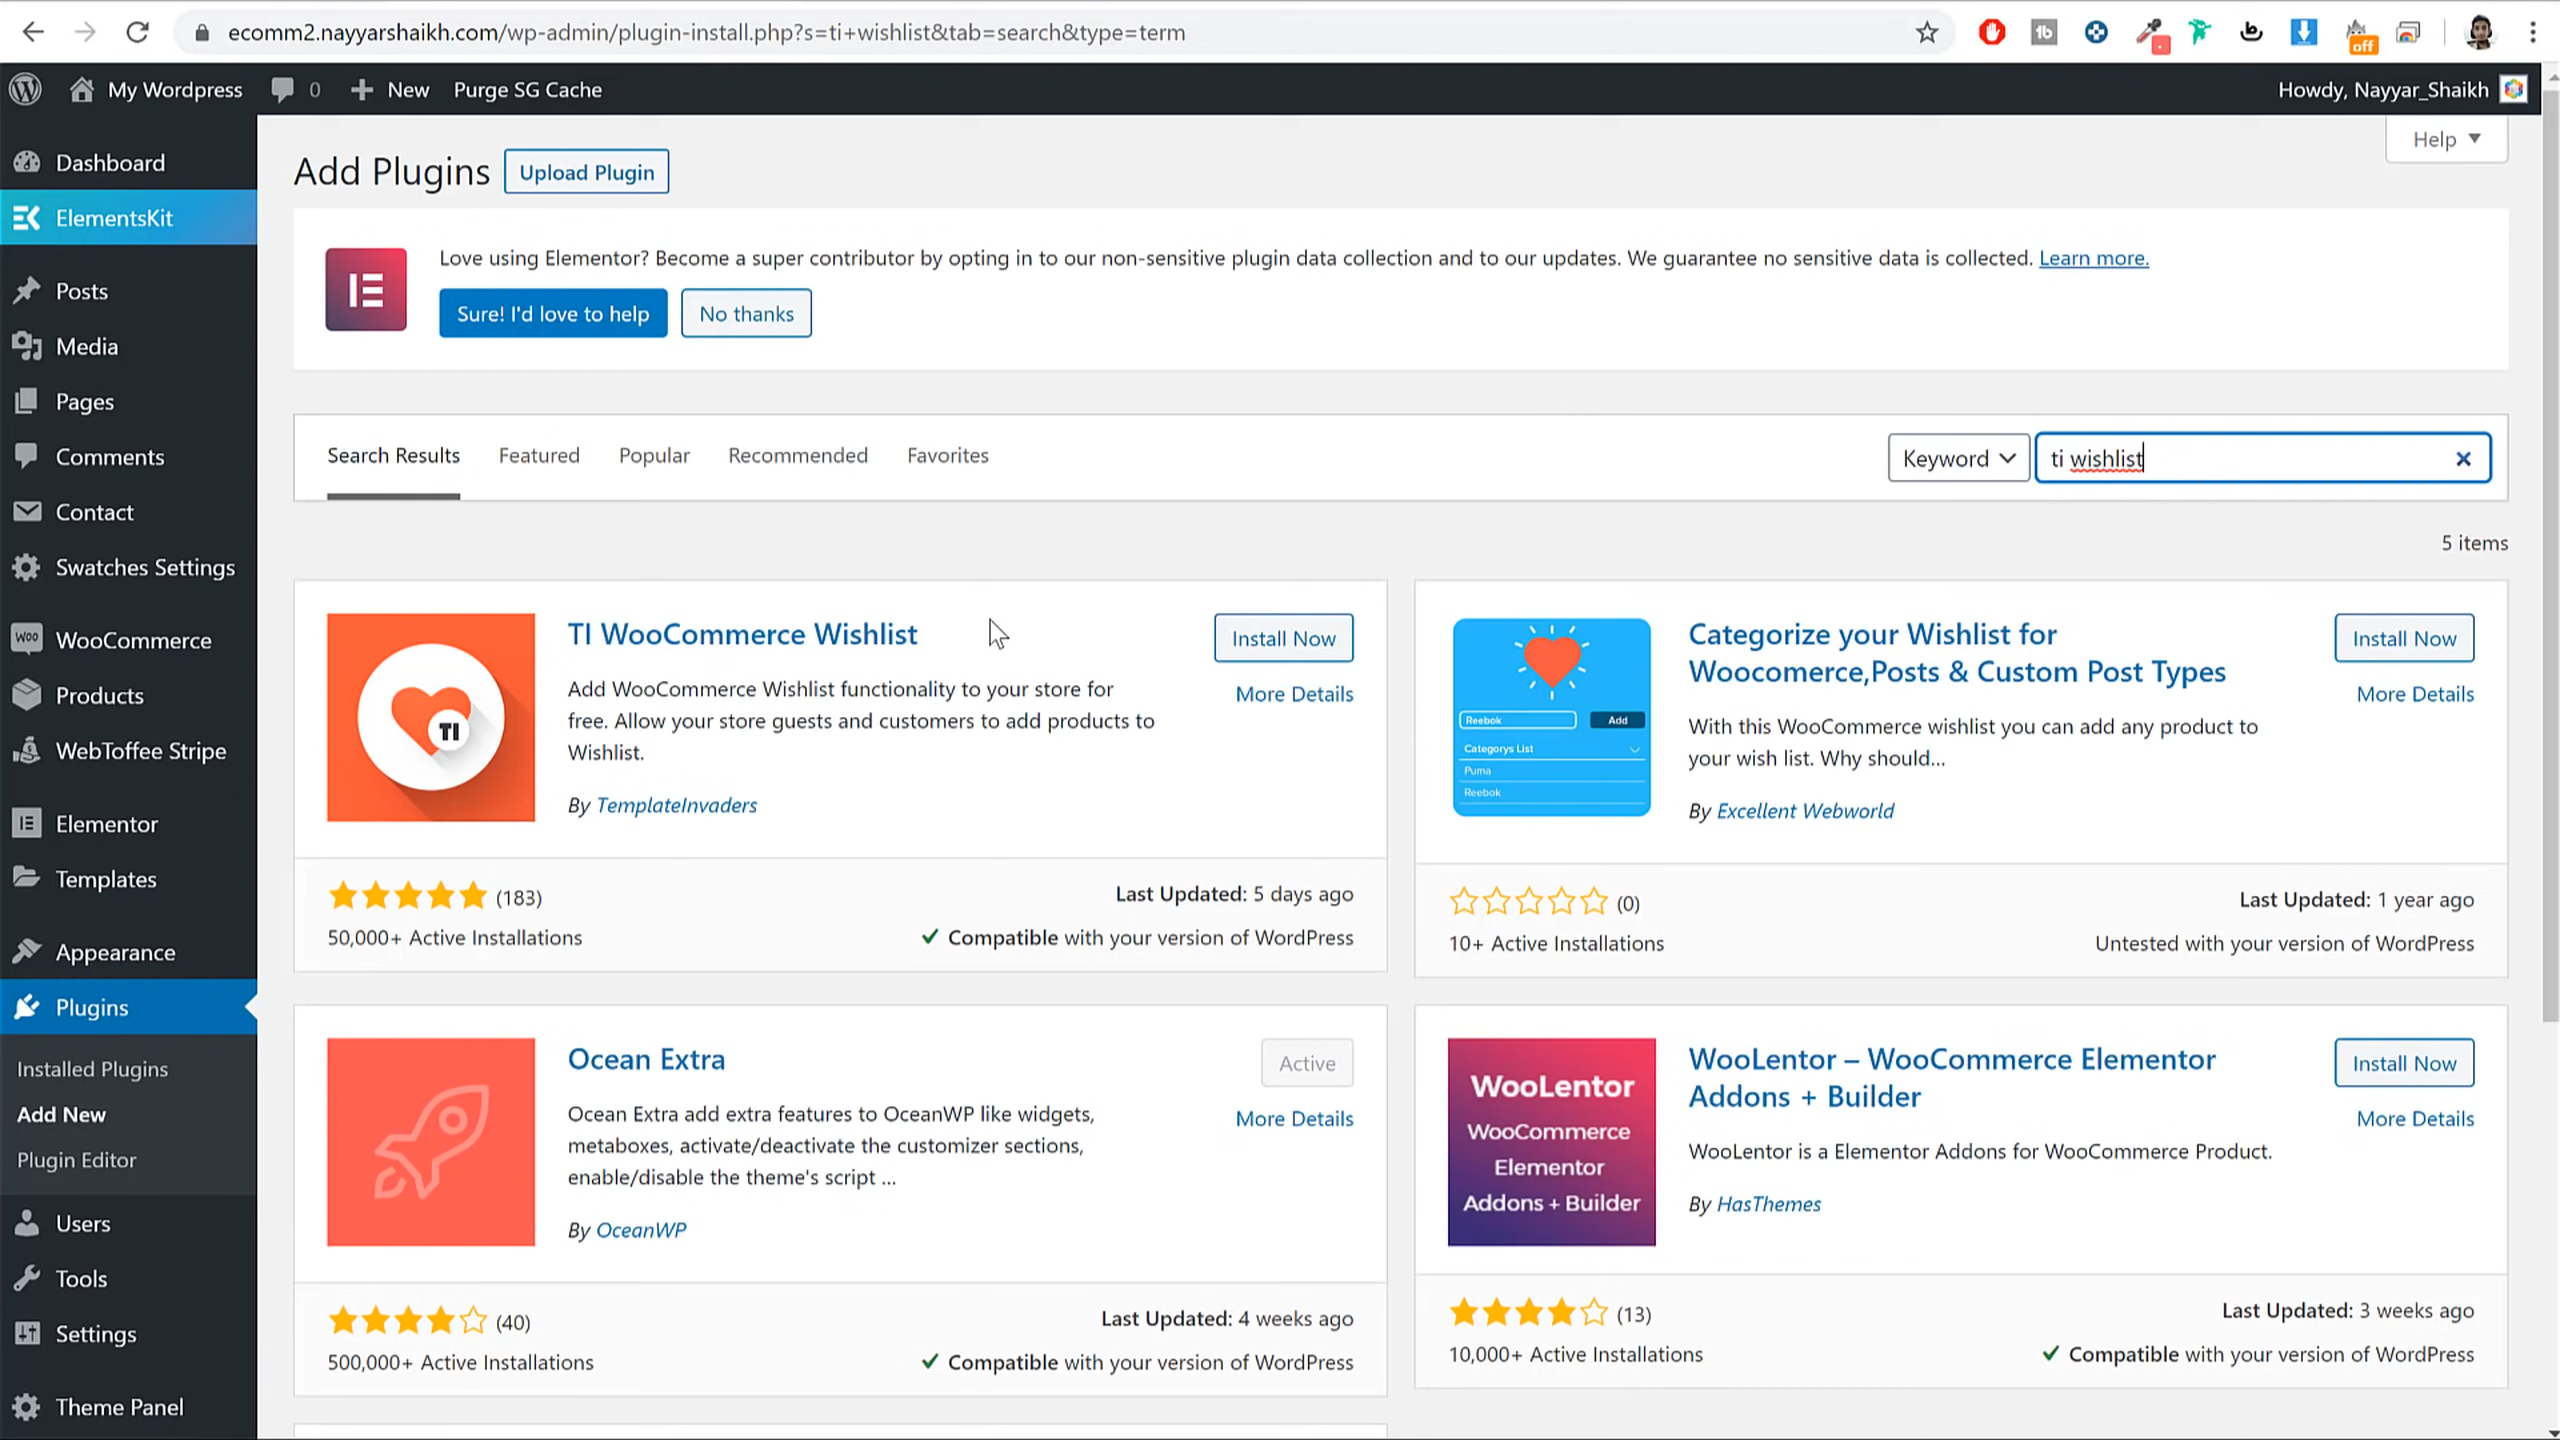 ecomm2.nayyarshaikh.com/wp-admin/plugin-install.php?s=ti+wishlist&tab=search&type=term
off
My Wordpress
0
New
Purge SG Cache
Howdy, Nayyar_Shaikh
Dashboard
ElementsKit
Posts
Media
Pages
Comments
Contact
Swatches Settings
WooCommerce
Products
WebToffee Stripe
Elementor
Templates
Appearance
Plugins
Installed Plugins
Add New
Plugin Editor
Users
Tools
Settings
Theme Panel
Help
Add Plugins
Upload Plugin
Love using Elementor? Become a super contributor by opting in to our non-sensitive plugin data collection and to our updates. We guarantee no sensitive data is collected. Learn more.
Sure! I'd love to help
No thanks
Search Results
Featured
Popular
Recommended
Favorites
Keyword
ti wishlist
5 items
TI
TI WooCommerce Wishlist
Install Now
More Details
Add WooCommerce Wishlist functionality to your store for
free. Allow your store guests and customers to add products to
Wishlist.
By TemplateInvaders
(183)
Last Updated: 5 days ago
50,000+ Active Installations
Compatible with your version of WordPress
Reebok
Add
Categorys List
Puma
Reebok
Categorize your Wishlist for
Woocomerce,Posts & Custom Post Types
Install Now
More Details
With this WooCommerce wishlist you can add any product to
your wish list. Why should...
By Excellent Webworld
(0)
Last Updated: 1 year ago
10+ Active Installations
Untested with your version of WordPress
Ocean Extra
Active
More Details
Ocean Extra add extra features to OceanWP like widgets,
metaboxes, activate/deactivate the customizer sections,
enable/disable the theme's script ...
By OceanWP
(40)
Last Updated: 4 weeks ago
500,000+ Active Installations
Compatible with your version of WordPress
WooLentor
WooCommerce
Elementor
Addons + Builder
WooLentor – WooCommerce Elementor
Addons + Builder
Install Now
More Details
WooLentor is a Elementor Addons for WooCommerce Product.
By HasThemes
(13)
Last Updated: 3 weeks ago
10,000+ Active Installations
Compatible with your version of WordPress